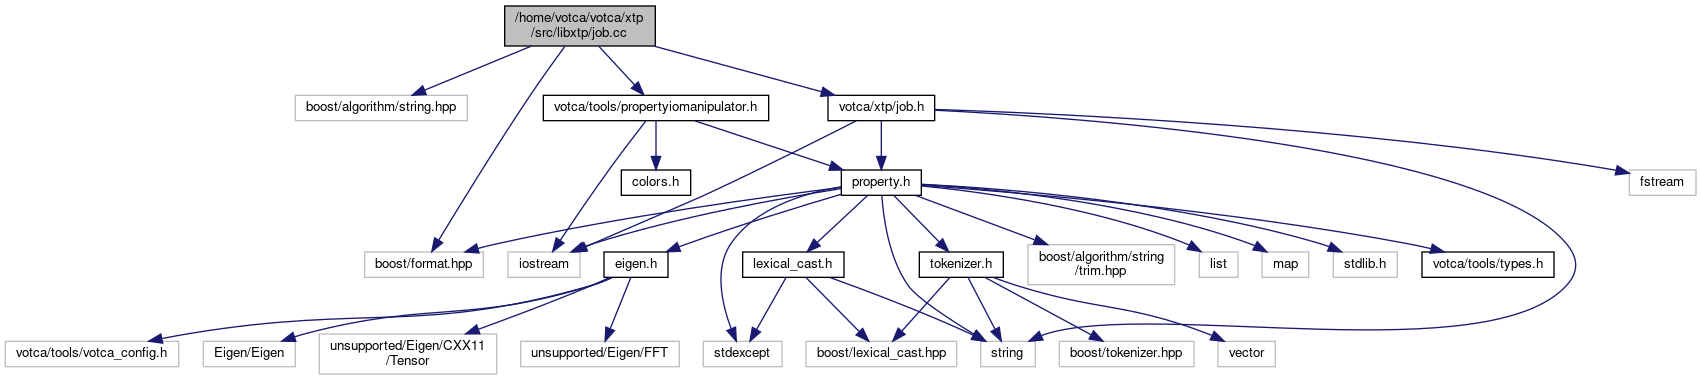 /home/votca/votca/xtp
/src/libxtp/job.cc
boost/algorithm/string.hpp
votca/tools/propertyiomanipulator.h
votca/xtp/job.h
colors.h
property.h
fstream
boost/format.hpp
iostream
eigen.h
lexical_cast.h
tokenizer.h
boost/algorithm/string
/trim.hpp
list
map
stdlib.h
votca/tools/types.h
votca/tools/votca_config.h
Eigen/Eigen
unsupported/Eigen/CXX11
/Tensor
unsupported/Eigen/FFT
stdexcept
boost/lexical_cast.hpp
string
boost/tokenizer.hpp
vector